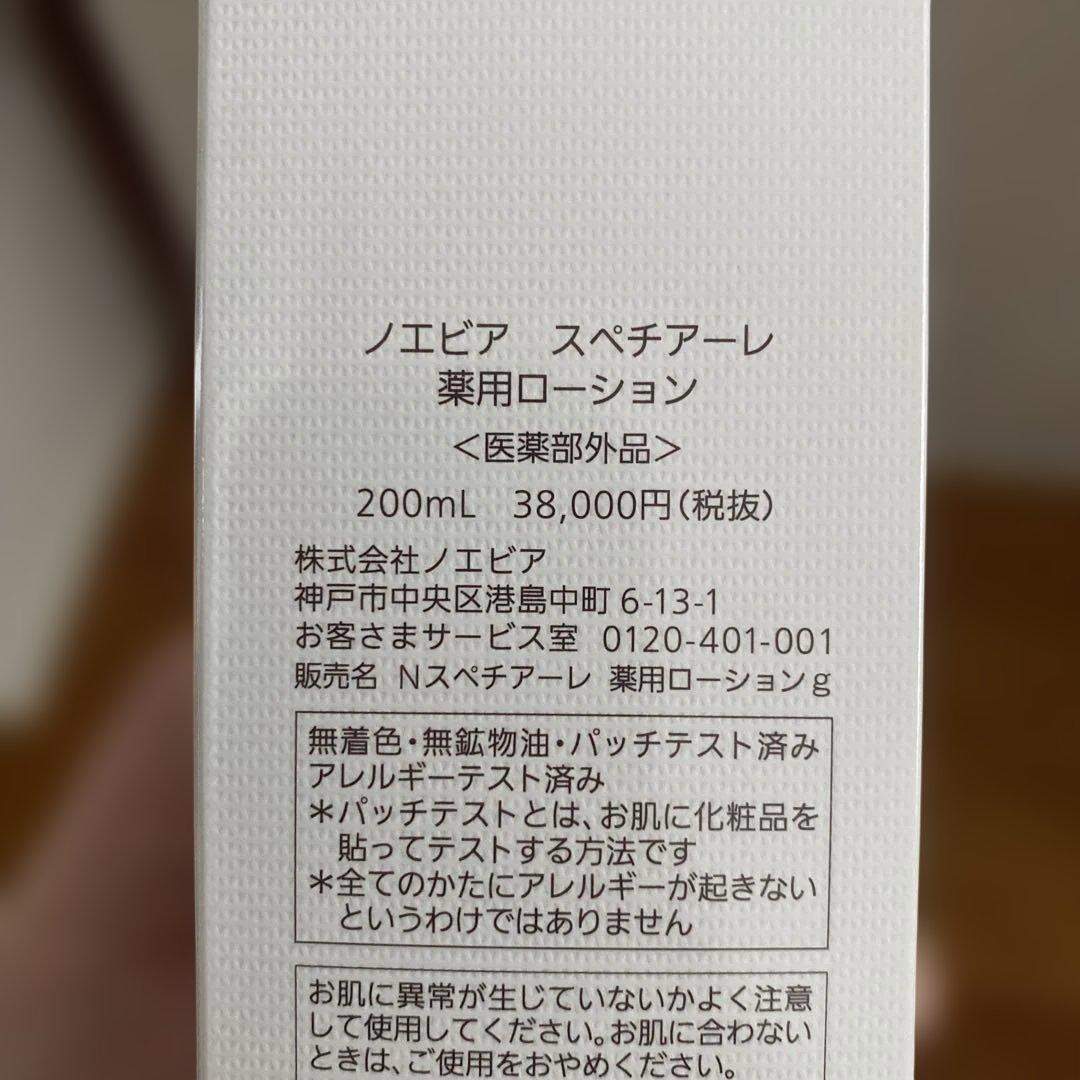 ノエビア　スペチアーレ
薬用ローション
＜医薬部外品＞
200mL　38,000円（税抜）
株式会社ノエビア
神戸市中央区港島中町 6-13-1
お客さまサービス室 0120-401-001
販売名 Nスペチアーレ 薬用ローションg
無着色・無鉱物油・パッチテスト済み
アレルギーテスト済み
＊パッチテストとは、お肌に化粧品を
貼ってテストする方法です
＊全てのかたにアレルギーが起きない
というわけではありません
お肌に異常が生じていないかよく注意
して使用してください。お肌に合わない
ときは、ご使用をおやめください。